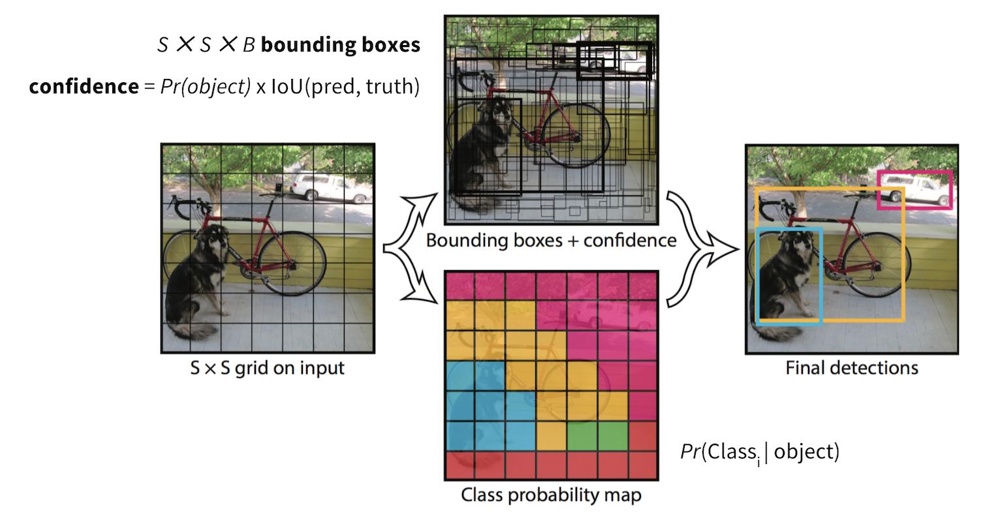 S × S × B bounding boxes
confidence = Pr(object) x IoU(pred, truth)
Bounding boxes + confidence
S × S grid on input
Final detections
Pr(Classi | object)
Class probability map